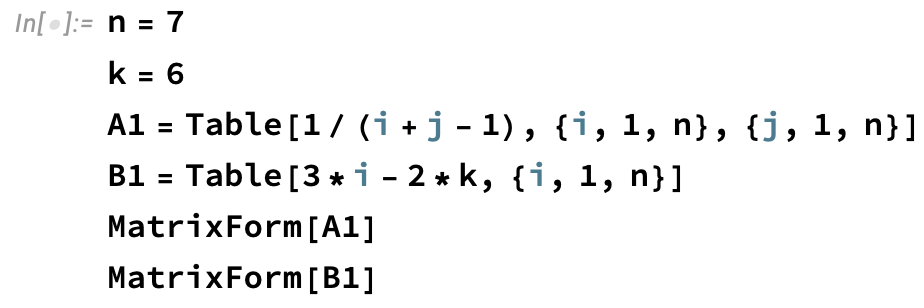 In[•]:= n = 7
k = 6
A1 = Table[1 / (i + j - 1), {i, 1, n}, {j, 1, n}]
B1 = Table[3 * i - 2 * k, {i, 1, n}]
MatrixForm[A1]
MatrixForm[B1]